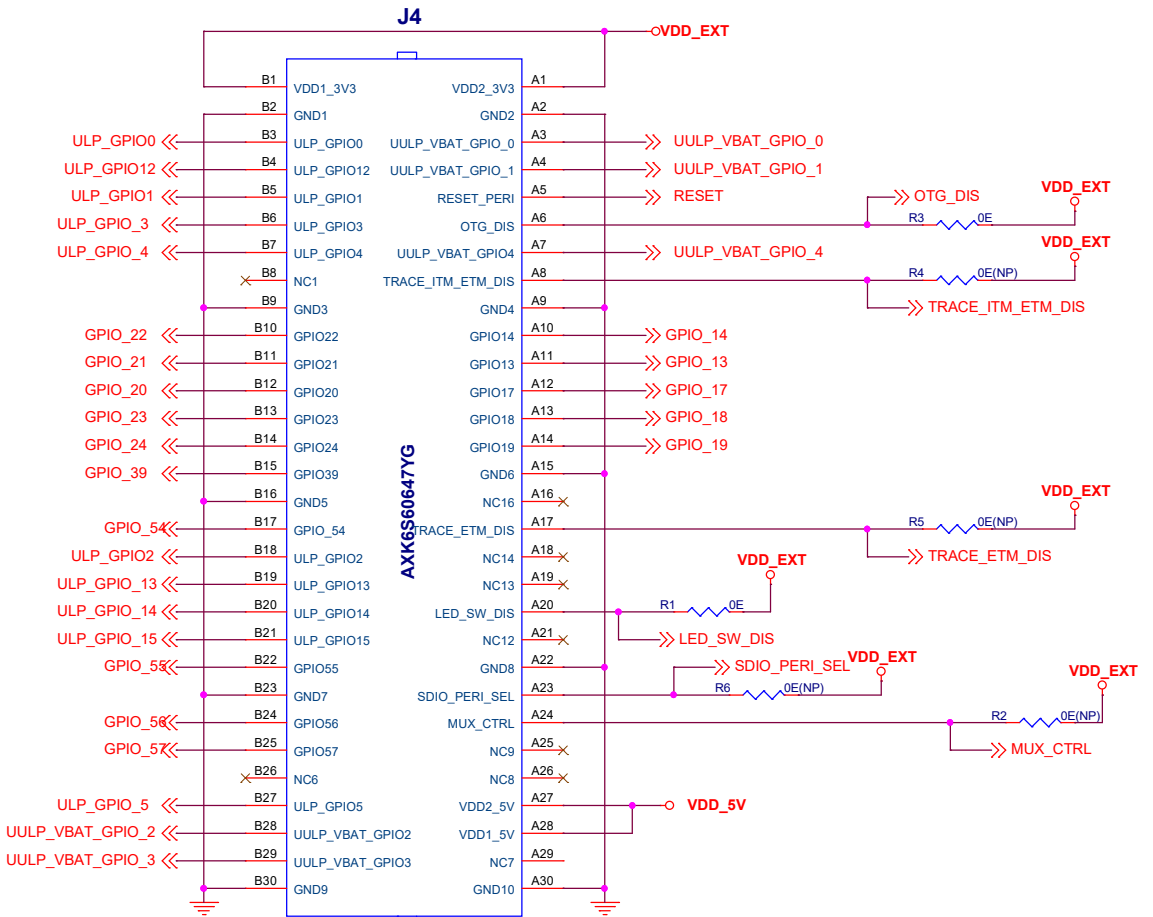 J4
VDD_EXT
B1 VDD1_3V3 VDD2_3V3 A1
B2 GND1 GND2 A2
ULP_GPIO0 B3 ULP_GPIO0 UULP_VBAT_GPIO_0 A3 UULP_VBAT_GPIO_0
ULP_GPIO12 B4 ULP_GPIO12 UULP_VBAT_GPIO_1 A4 UULP_VBAT_GPIO_1
ULP_GPIO1 B5 ULP_GPIO1 RESET_PERI A5 RESET
OTG_DIS VDD_EXT
ULP_GPIO_3 B6 ULP_GPIO3 OTG_DIS A6 R3 0E
ULP_GPIO_4 B7 ULP_GPIO4 UULP_VBAT_GPIO4 A7 UULP_VBAT_GPIO_4 VDD_EXT
B8 NC1 TRACE_ITM_ETM_DIS A8 R4 0E(NP)
B9 GND3 GND4 A9 TRACE_ITM_ETM_DIS
GPIO_22 B10 GPIO22 GPIO14 A10 GPIO_14
GPIO_21 B11 GPIO21 GPIO13 A11 GPIO_13
GPIO_20 B12 GPIO20 GPIO17 A12 GPIO_17
GPIO_23 B13 GPIO23 GPIO18 A13 GPIO_18
GPIO_24 B14 GPIO24 GPIO19 A14 GPIO_19
GPIO_39 B15 GPIO39 GND6 A15
AXK6S60647YG
B16 GND5 NC16 A16 VDD_EXT
GPIO_54 B17 GPIO_54 TRACE_ETM_DIS A17 R5 0E(NP)
ULP_GPIO2 B18 ULP_GPIO2 NC14 A18 VDD_EXT TRACE_ETM_DIS
ULP_GPIO_13 B19 ULP_GPIO13 NC13 A19
ULP_GPIO_14 B20 ULP_GPIO14 LED_SW_DIS A20 R1 0E
ULP_GPIO_15 B21 ULP_GPIO15 NC12 A21 LED_SW_DIS
GPIO_55 B22 GPIO55 GND8 A22 SDIO_PERI_SEL VDD_EXT
B23 GND7 SDIO_PERI_SEL A23 R6 0E(NP) VDD_EXT
GPIO_56 B24 GPIO56 MUX_CTRL A24 R2 0E(NP)
GPIO_57 B25 GPIO57 NC9 A25 MUX_CTRL
B26 NC6 NC8 A26
ULP_GPIO_5 B27 ULP_GPIO5 VDD2_5V A27 VDD_5V
UULP_VBAT_GPIO_2 B28 UULP_VBAT_GPIO2 VDD1_5V A28
UULP_VBAT_GPIO_3 B29 UULP_VBAT_GPIO3 NC7 A29
B30 GND9 GND10 A30